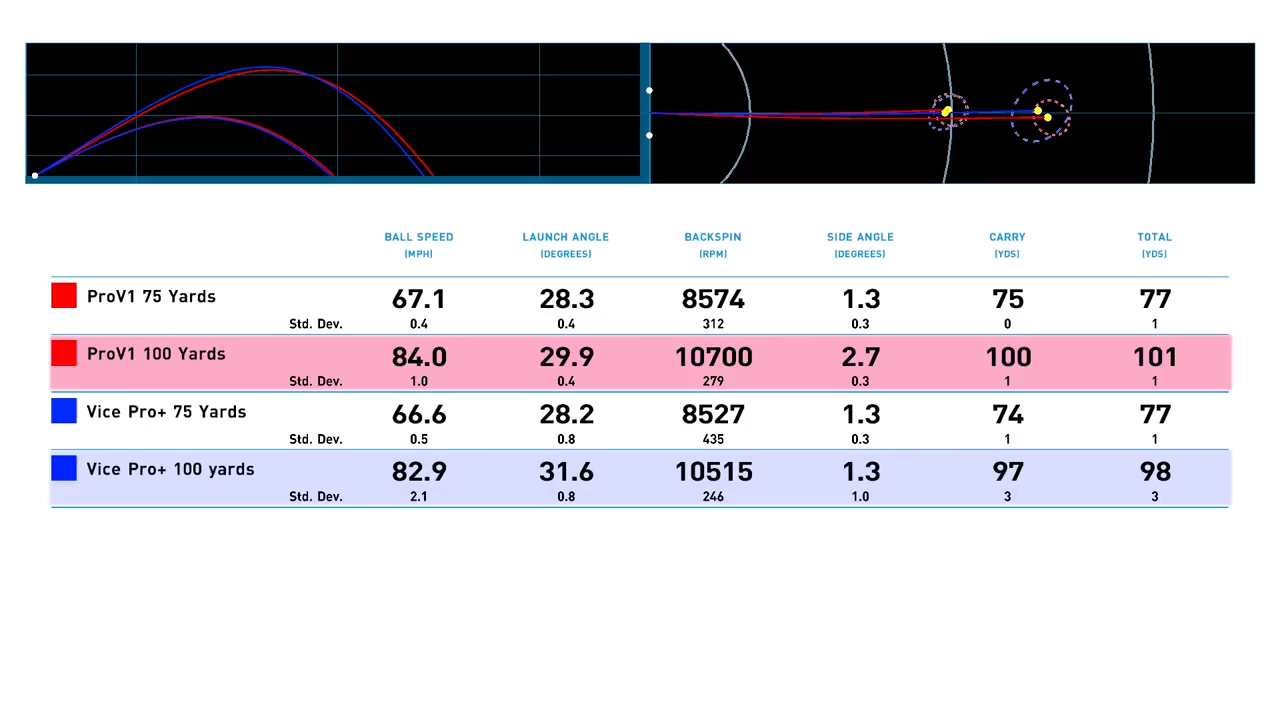 BALL SPEED LAUNCH ANGLE BACKSPIN SIDE ANGLE CARRY TOTAL
(MPH) (DEGREES) (RPM) (DEGREES) (YDS) (YDS)
ProV1 75 Yards 67.1 28.3 8574 1.3 75 77
Std. Dev. 0.4 0.4 312 0.3 0 1
ProV1 100 Yards 84.0 29.9 10700 2.7 100 101
Std. Dev. 1.0 0.4 279 0.3 1 1
Vice Pro+ 75 Yards 66.6 28.2 8527 1.3 74 77
Std. Dev. 0.5 0.8 435 0.3 1 1
Vice Pro+ 100 yards 82.9 31.6 10515 1.3 97 98
Std. Dev. 2.1 0.8 246 1.0 3 3